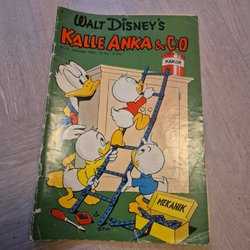 WALT DISNEY'S
KALLE ANKA & C:O
KAKOR
MEKANIK